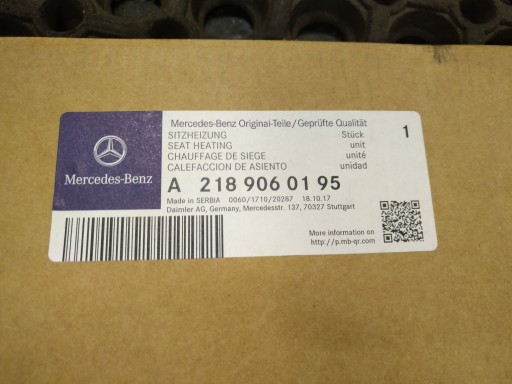 Mercedes-Benz Original-Teile/Geprüfte Qualität
SITZHEIZUNG Stück 1
SEAT HEATING unit
CHAUFFAGE DE SIEGE unité
CALEFACCION DE ASIENTO unidad
Mercedes-Benz
A 218 906 01 95
Made in SERBIA 0060/1710/20287 18.10.17
Daimler AG, Germany, Mercedesstr. 137, 70327 Stuttgart
More information on
http://p.mb-qr.com